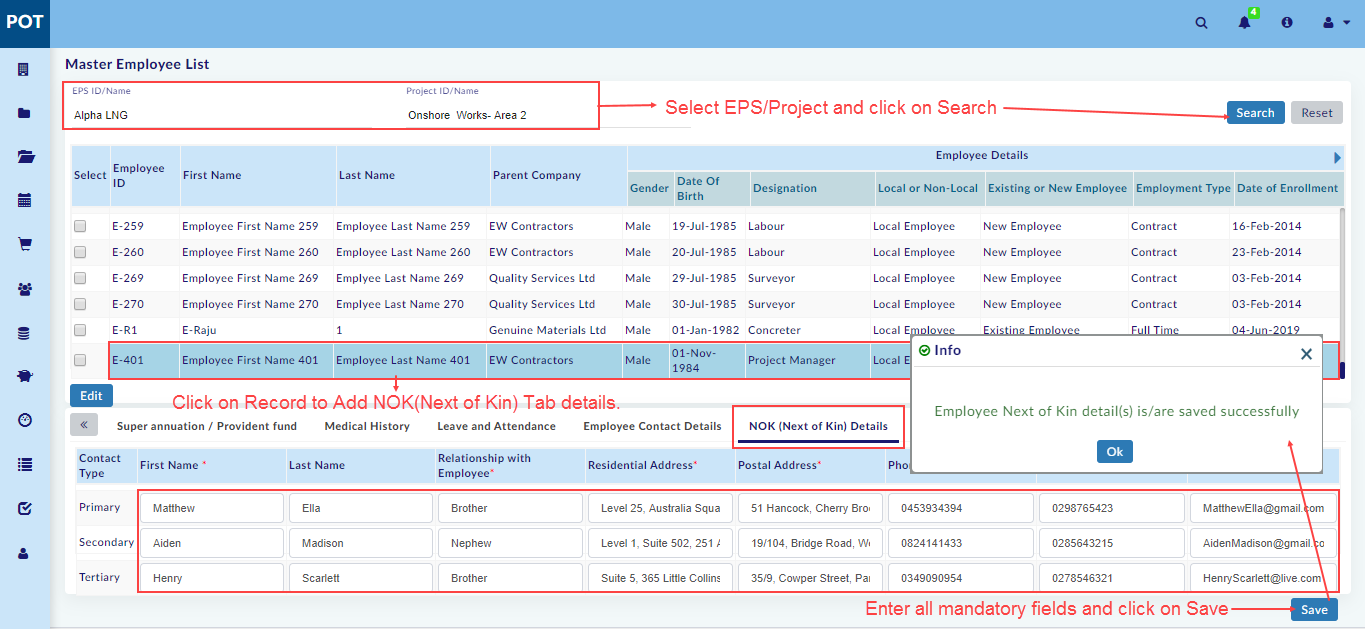 POT
4
Master Employee List
EPS ID/Name Project ID/Name
Alpha LNG Onshore Works- Area 2
Select EPS/Project and click on Search
Search Reset
Select Employee ID First Name Last Name Parent Company Employee Details
Gender Date Of Birth Designation Local or Non-Local Existing or New Employee Employment Type Date of Enrollment
E-259 Employee First Name 259 Employee Last Name 259 EW Contractors Male 19-Jul-1985 Labour Local Employee New Employee Contract 16-Feb-2014
E-260 Employee First Name 260 Employee Last Name 260 EW Contractors Male 20-Jul-1985 Labour Local Employee New Employee Contract 23-Feb-2014
E-269 Employee First Name 269 Emplyee Last Name 269 Quality Services Ltd Male 29-Jul-1985 Surveyor Local Employee New Employee Contract 03-Feb-2014
E-270 Employee First Name 270 Emplyee Last Name 270 Quality Services Ltd Male 30-Jul-1985 Surveyor Local Employee New Employee Contract 03-Feb-2014
E-R1 E-Raju 1 Genuine Materials Ltd Male 01-Jan-1982 Concreter Local Employee Existing Employee Full Time 04-Jun-2019
E-401 Employee First Name 401 Employee Last Name 401 EW Contractors Male 01-Nov-1984 Project Manager Local E
Info
Employee Next of Kin detail(s) is/are saved successfully
Ok
Edit
Click on Record to Add NOK(Next of Kin) Tab details.
« Super annuation / Provident fund Medical History Leave and Attendance Employee Contact Details NOK (Next of Kin) Details
Contact Type First Name * Last Name Relationship with Employee* Residential Address* Postal Address* Pho
Primary Matthew Ella Brother Level 25, Australia Squa 51 Hancock, Cherry Bro 0453934394 0298765423 MatthewElla@gmail.com
Secondary Aiden Madison Nephew Level 1, Suite 502, 251 19/104, Bridge Road, We 0824141433 0285643215 AidenMadison@gmail.co
Tertiary Henry Scarlett Brother Suite 5, 365 Little Collins 35/9, Cowper Street, Pa 0349090954 0278546321 HenryScarlett@live.com
Enter all mandatory fields and click on Save
Save